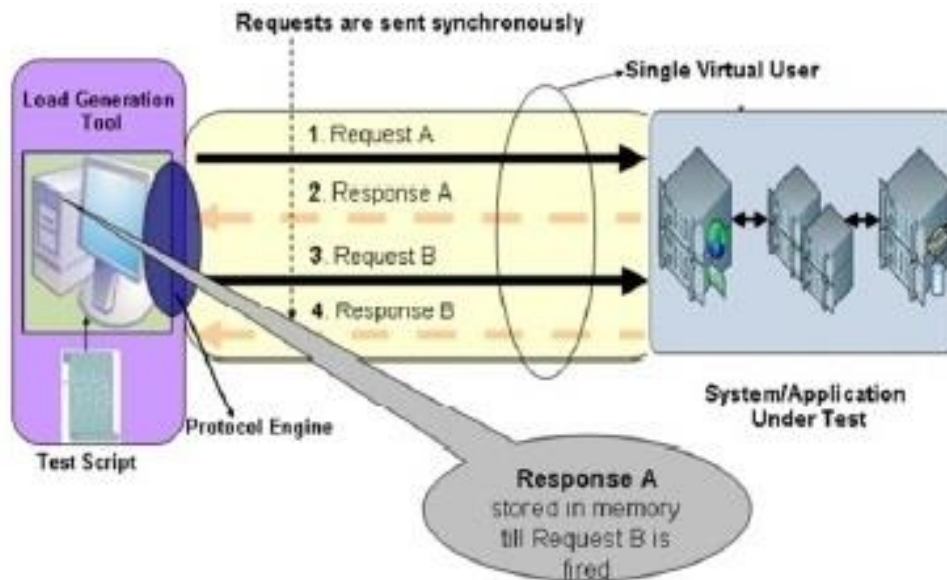 Requests are sent synchronously
Single Virtual User
Load Generation
Tool
1. Request A
2. Response A
3. Request B
4. Response B
Protocol Engine
Test Script
System/Application
Under Test
Response A
stored in memory
till Request B is
fired